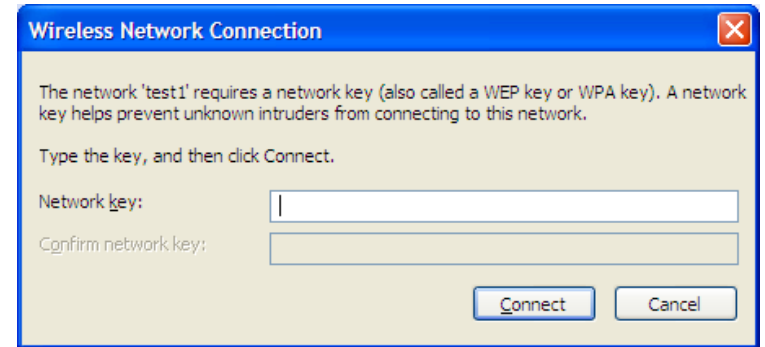 Wireless Network Connection
The network 'test1' requires a network key (also called a WEP key or WPA key). A network
key helps prevent unknown intruders from connecting to this network.
Type the key, and then click Connect.
Network key:
Confirm network key:
Connect
Cancel